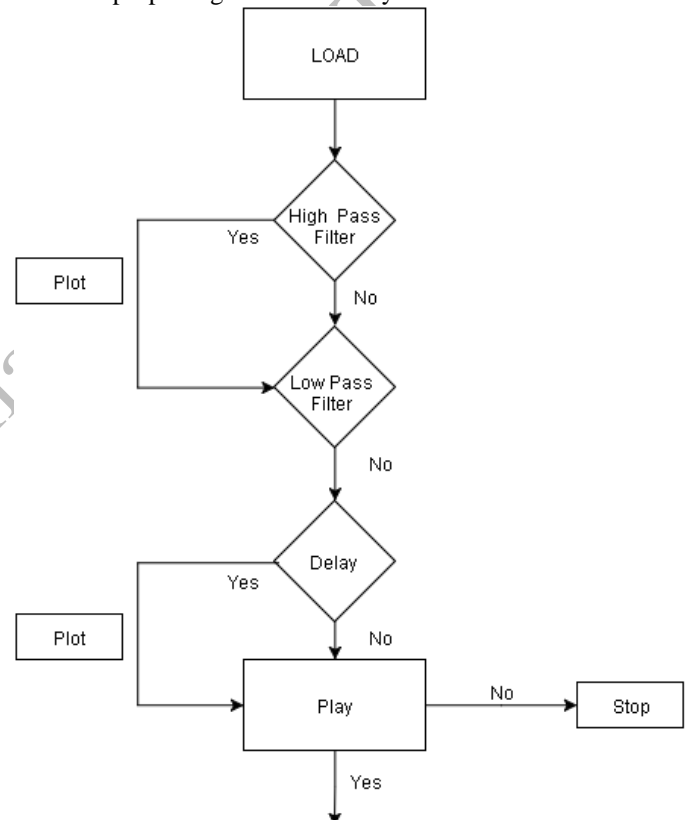 LOAD
High Pass
Filter
Yes
Plot
No
Low Pass
Filter
No
Delay
Yes
Plot
No
Play
No
Stop
Yes